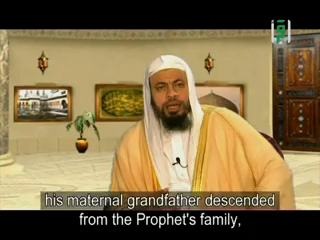 his maternal grandfather descended
from the Prophet's family,